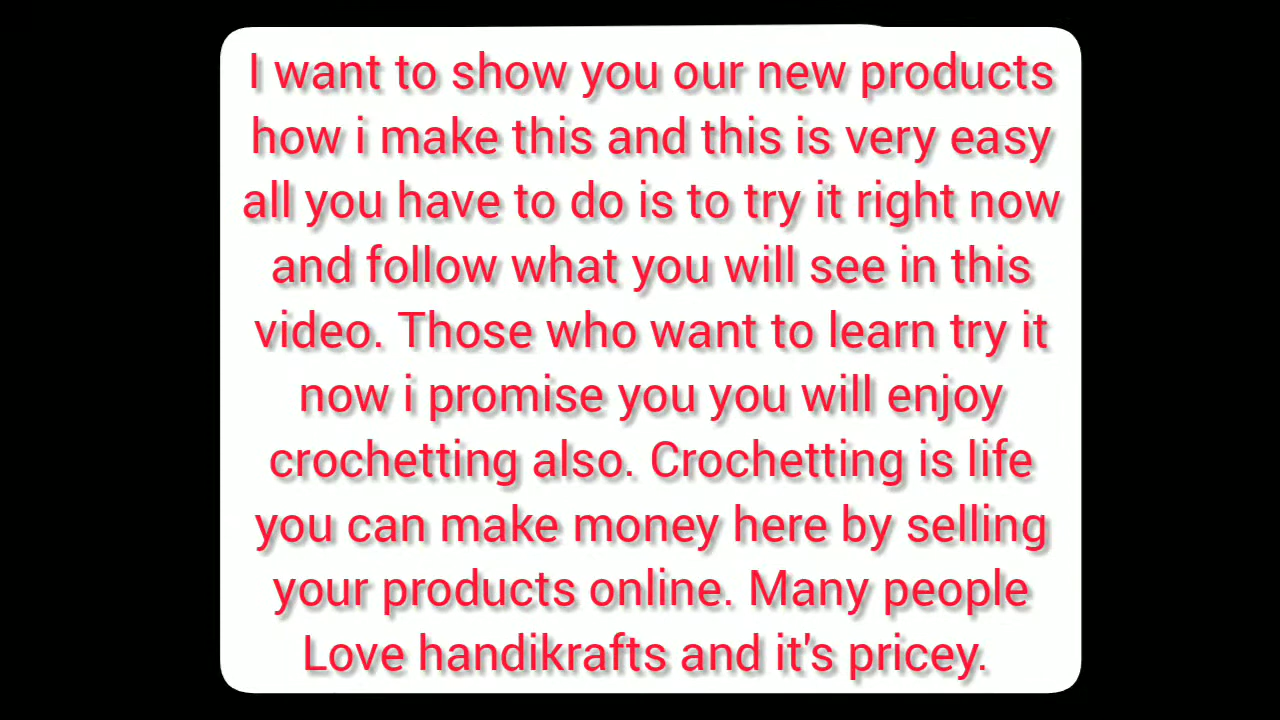 I want to show you our new products
how i make this and this is very easy
all you have to do is to try it right now
and follow what you will see in this
video. Those who want to learn try it
now i promise you you will enjoy
crochetting also. Crochetting is life
you can make money here by selling
your products online. Many people
Love handikrafts and it's pricey.